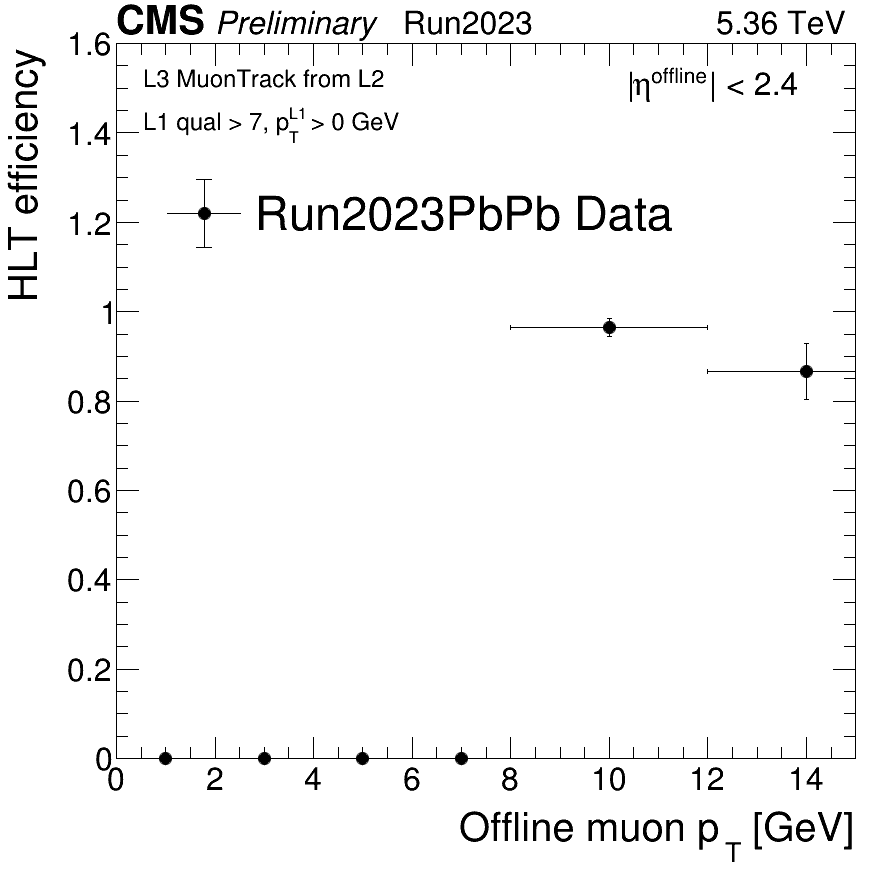 CMS Preliminary Run2023 5.36 TeV
L3 MuonTrack from L2
|η^offline| < 2.4
L1 qual > 7, p_T^L1 > 0 GeV
Run2023PbPb Data
HLT efficiency
1.6
1.4
1.2
1
0.8
0.6
0.4
0.2
0
0 2 4 6 8 10 12 14
Offline muon p_T [GeV]